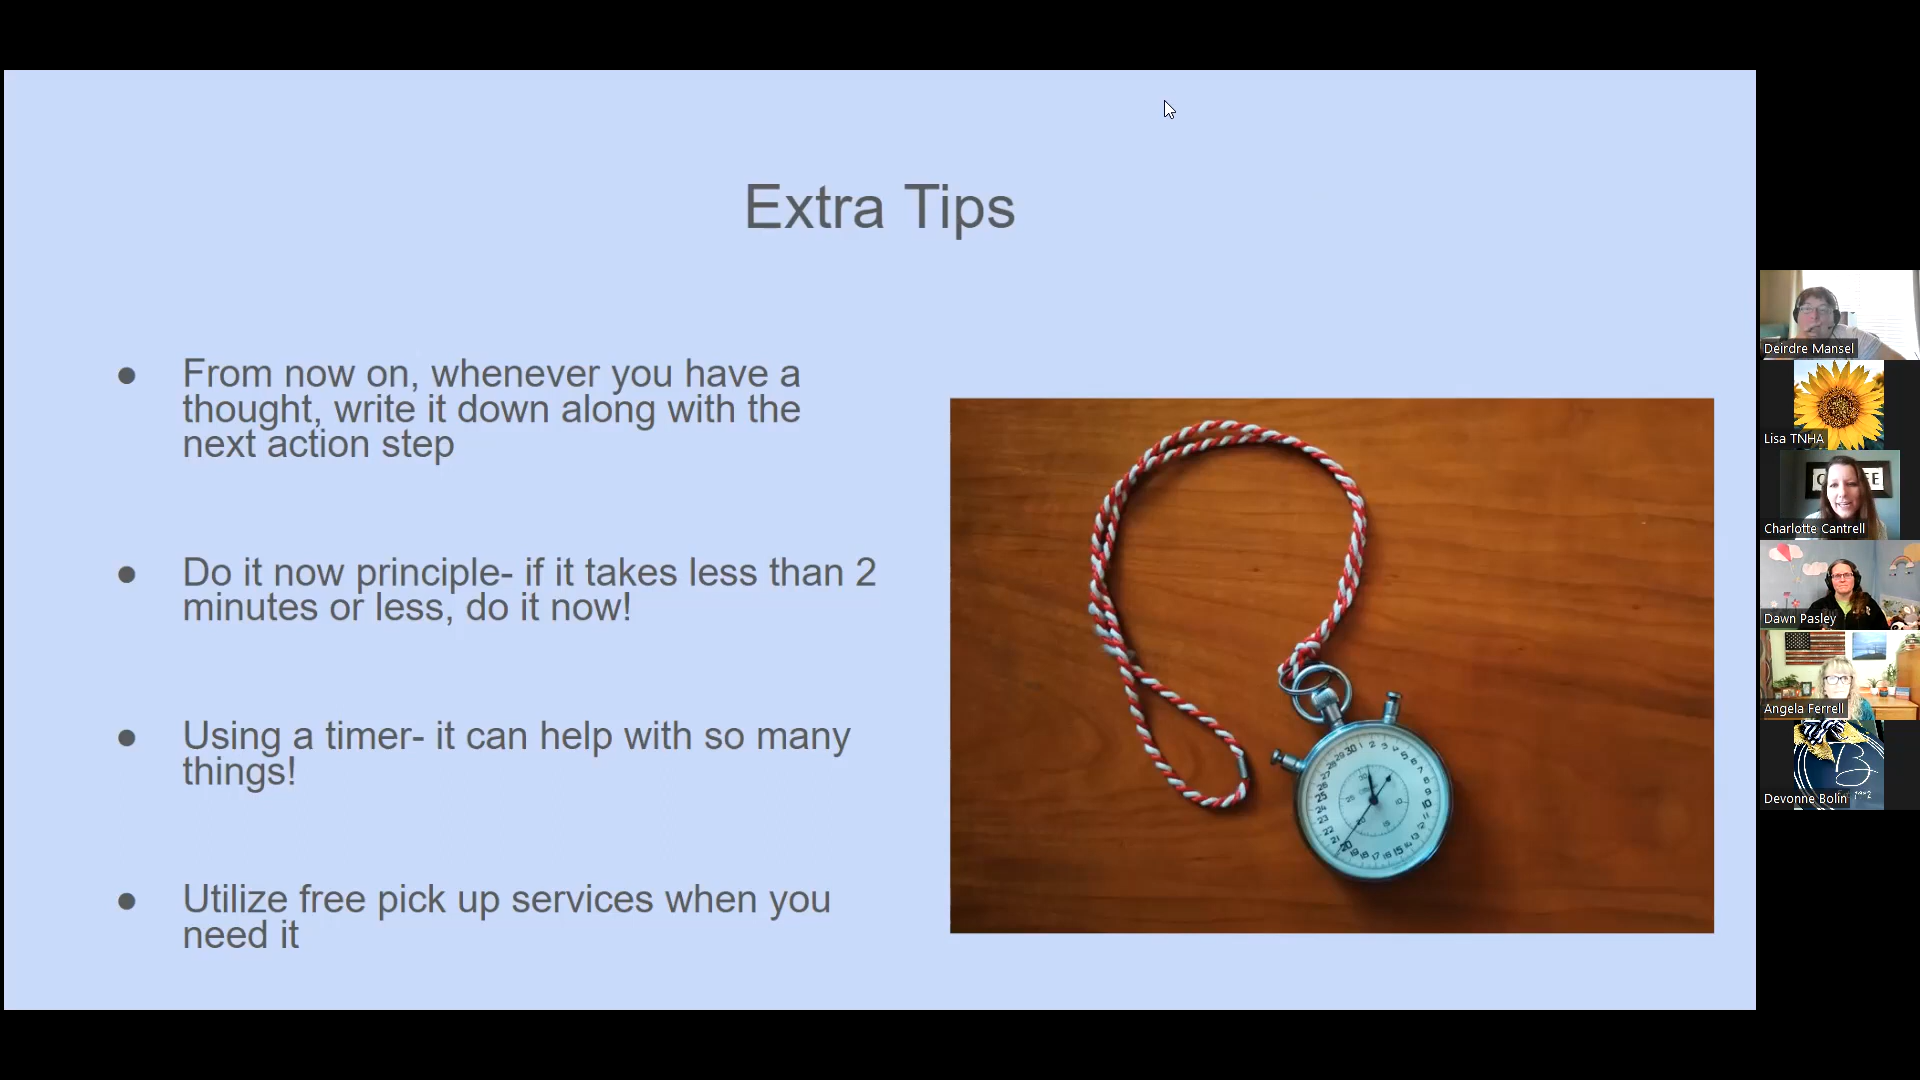 Extra Tips
● From now on, whenever you have a
thought, write it down along with the
next action step
● Do it now principle- if it takes less than 2
minutes or less, do it now!
● Using a timer- it can help with so many
things!
● Utilize free pick up services when you
need it
Deirdre Mansel
Lisa TNHA
Charlotte Cantrell
Dawn Pasley
Angela Ferrell
B
Devonne Bolin